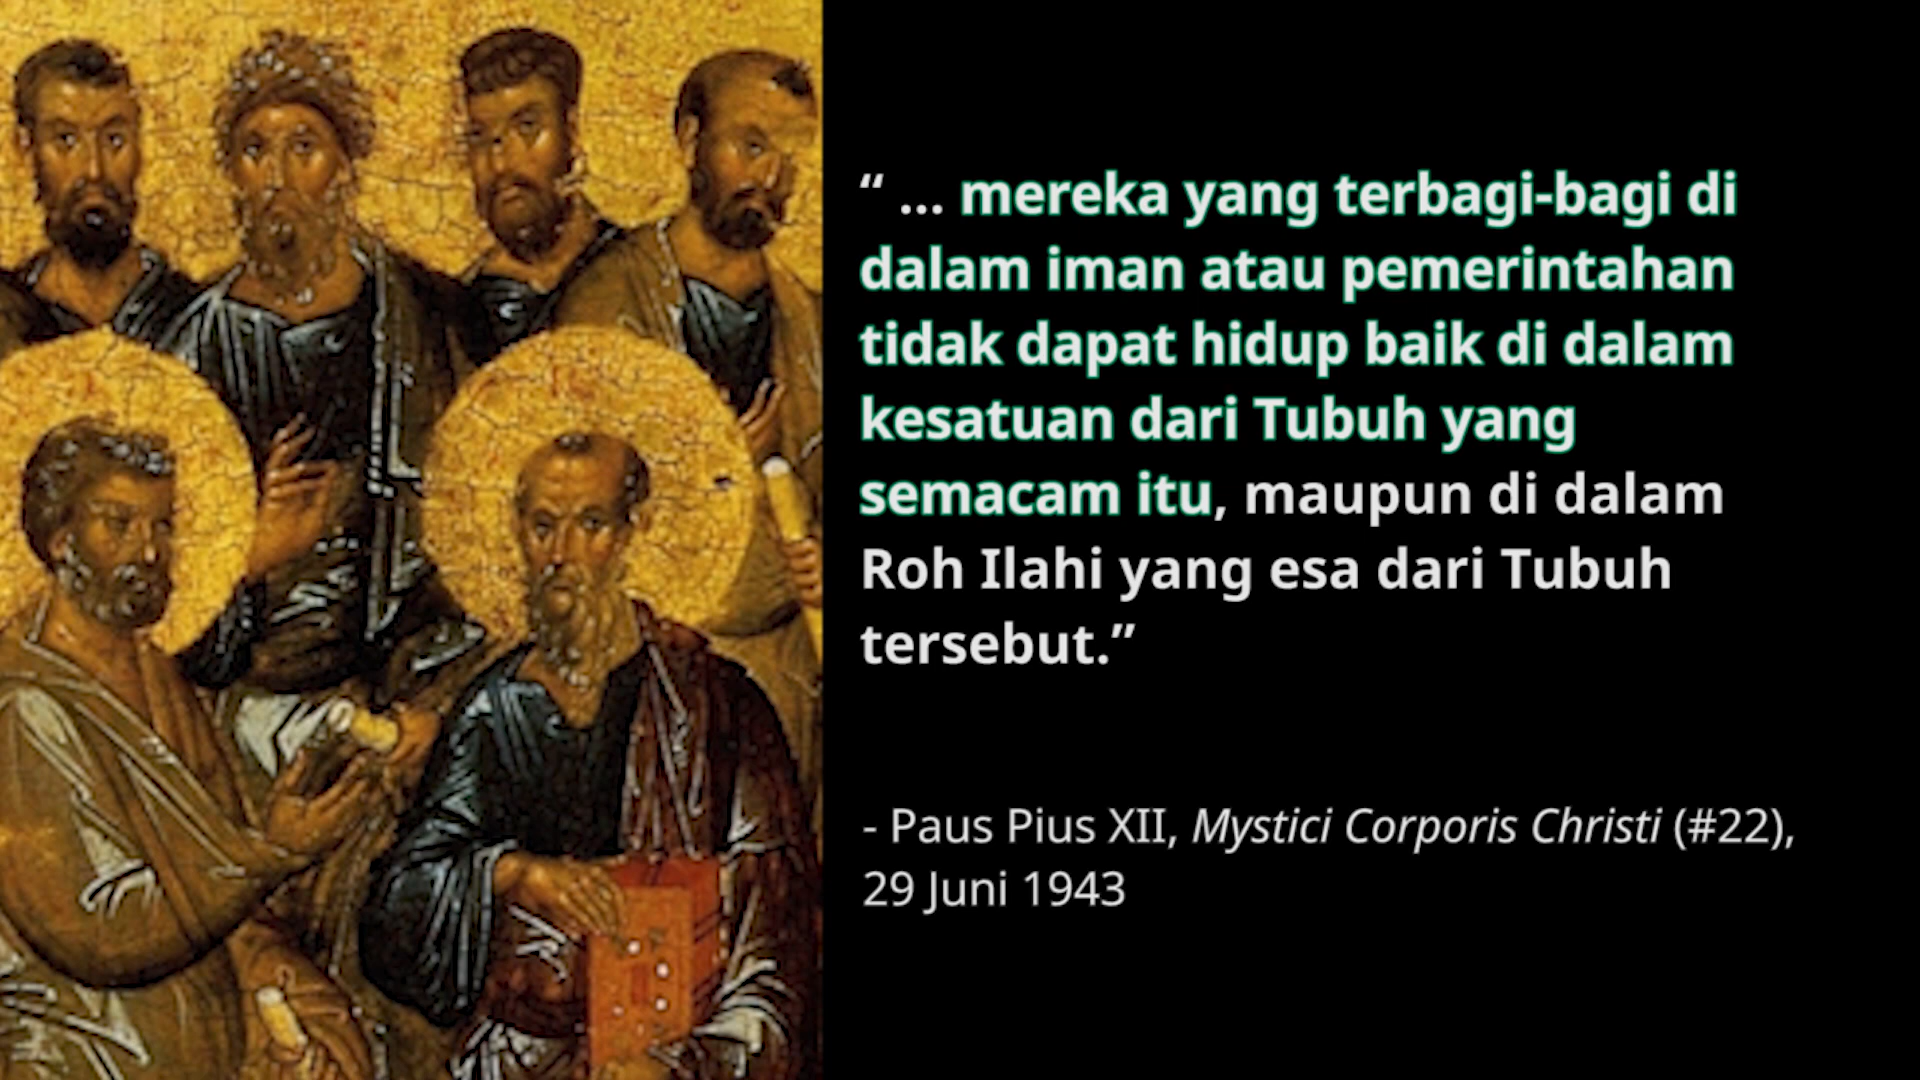 “ ... mereka yang terbagi-bagi di
dalam iman atau pemerintahan
tidak dapat hidup baik di dalam
kesatuan dari Tubuh yang
semacam itu, maupun di dalam
Roh Ilahi yang esa dari Tubuh
tersebut.”
- Paus Pius XII, Mystici Corporis Christi (#22),
29 Juni 1943